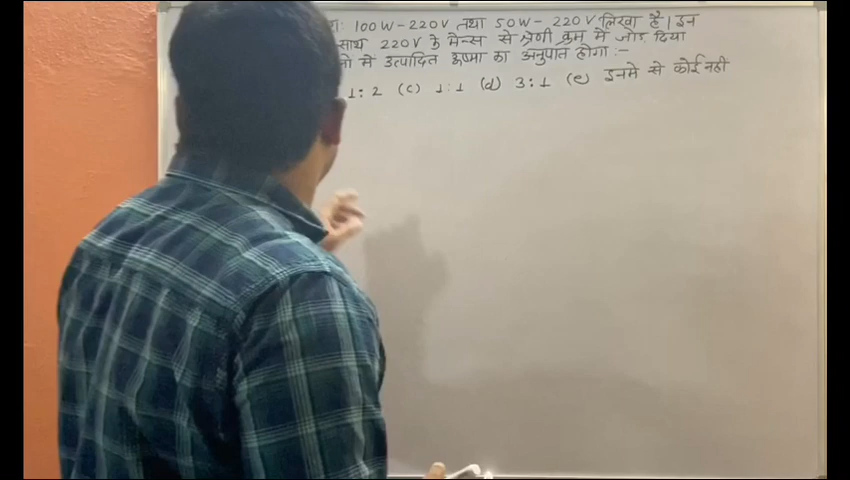 100W-220V तथा 50W-220V लिखा है। इन
साथ 220V के मेन्स से श्रेणी क्रम में जोड दिया
में उत्पादित ऊष्मा का अनुपात होगा:-
1:2 (c) 1:1 (d) 3:1 (e) इनमे से कोई नही